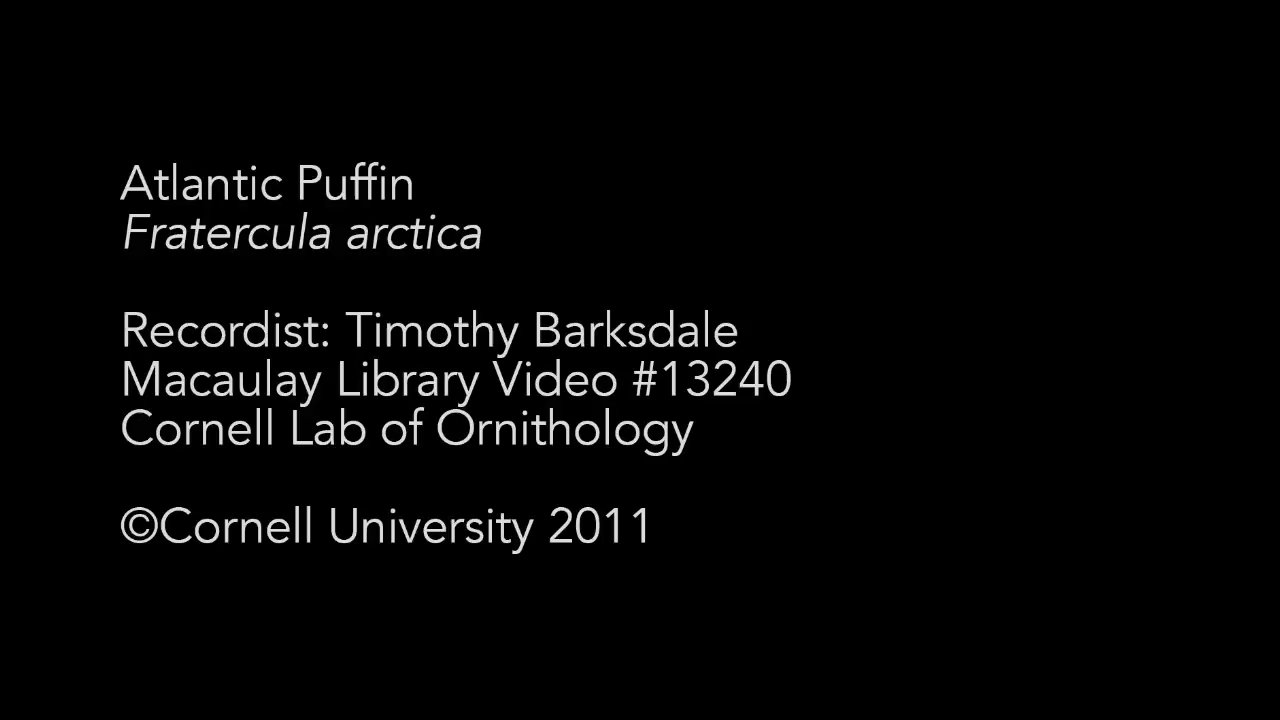 Atlantic Puffin
Fratercula arctica
Recordist: Timothy Barksdale
Macaulay Library Video #13240
Cornell Lab of Ornithology
©Cornell University 2011